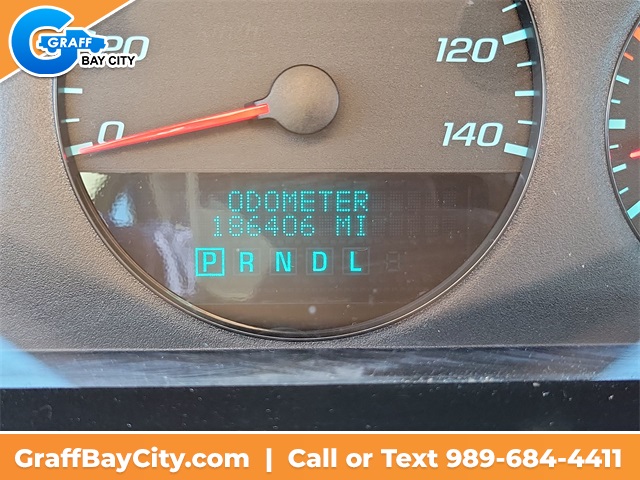 GRAFF
BAY CITY
20
120
0
140
ODOMETER
186406 MI
P R N D L
GraffBayCity.com | Call or Text 989-684-4411